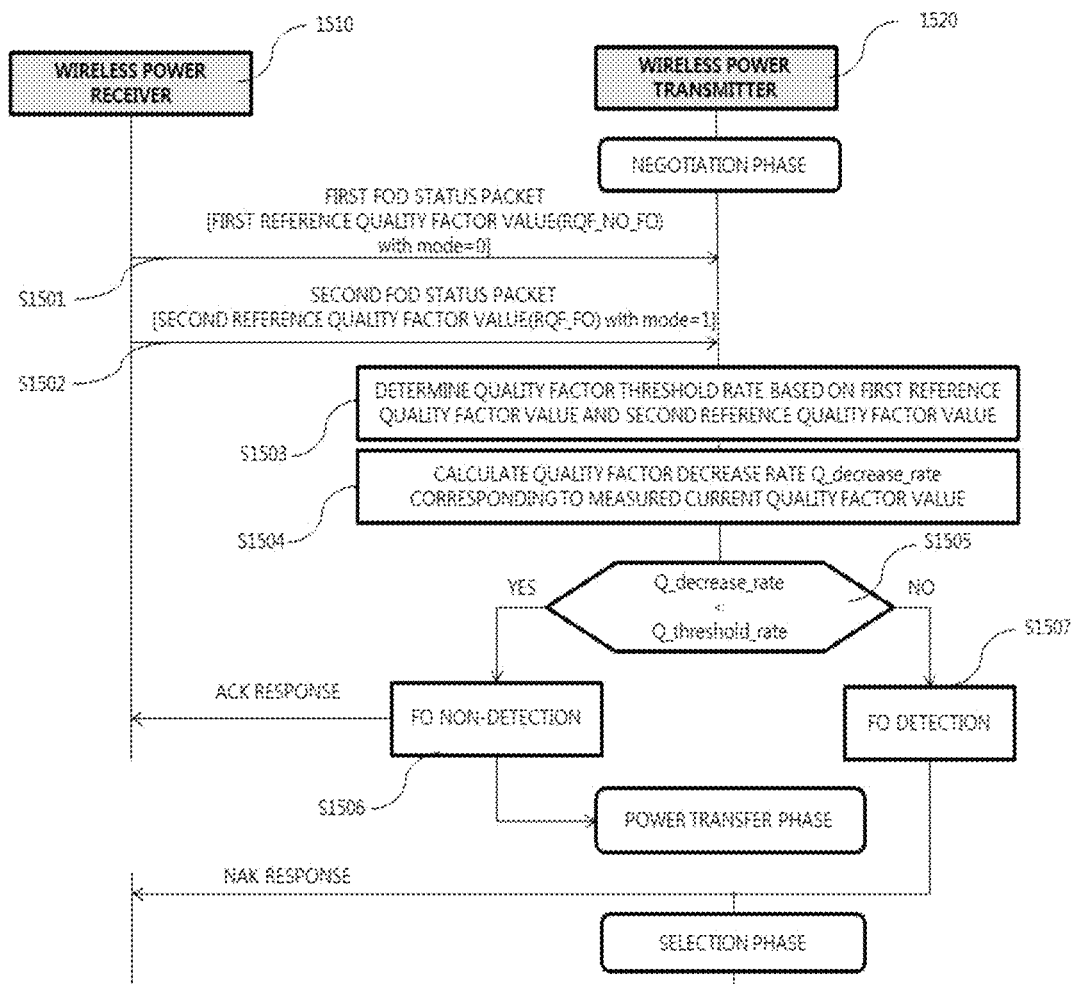 1510
1520
WIRELESS POWER
RECEIVER
WIRELESS POWER
TRANSMITTER
NEGOTIATION PHASE
FIRST FOD STATUS PACKET
[FIRST REFERENCE QUALITY FACTOR VALUE(RQF_NO_FO)
with mode=0]
S1501
SECOND FOD STATUS PACKET
[SECOND REFERENCE QUALITY FACTOR VALUE(RQF_FO) with mode=1]
S1502
DETERMINE QUALITY FACTOR THRESHOLD RATE BASED ON FIRST REFERENCE
QUALITY FACTOR VALUE AND SECOND REFERENCE QUALITY FACTOR VALUE
S1503
CALCULATE QUALITY FACTOR DECREASE RATE Q_decrease_rate
CORRESPONDING TO MEASURED CURRENT QUALITY FACTOR VALUE
S1504
S1505
YES
Q_decrease_rate
<
Q_threshold_rate
NO
S1507
ACK RESPONSE
FO NON-DETECTION
FO DETECTION
S1506
POWER TRANSFER PHASE
NAK RESPONSE
SELECTION PHASE